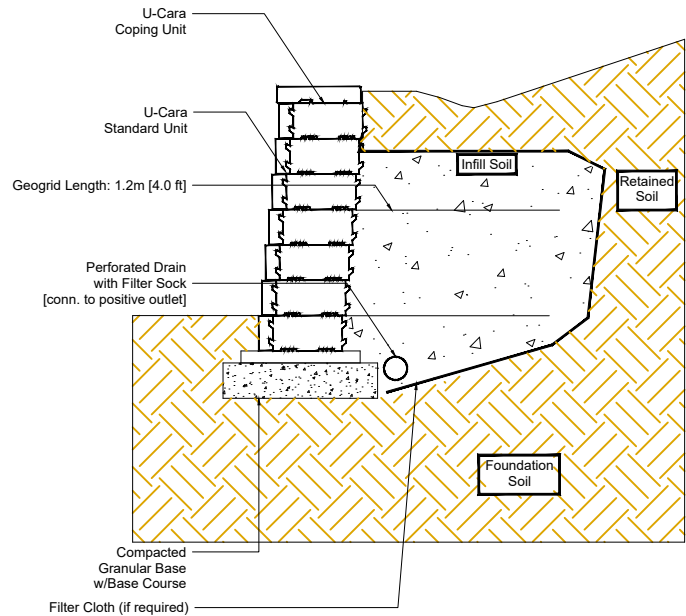 U-Cara
Coping Unit
U-Cara
Standard Unit
Infill Soil
Geogrid Length: 1.2m [4.0 ft]
Retained
Soil
Perforated Drain
with Filter Sock
[conn. to positive outlet]
Foundation
Soil
Compacted
Granular Base
w/Base Course
Filter Cloth (if required)